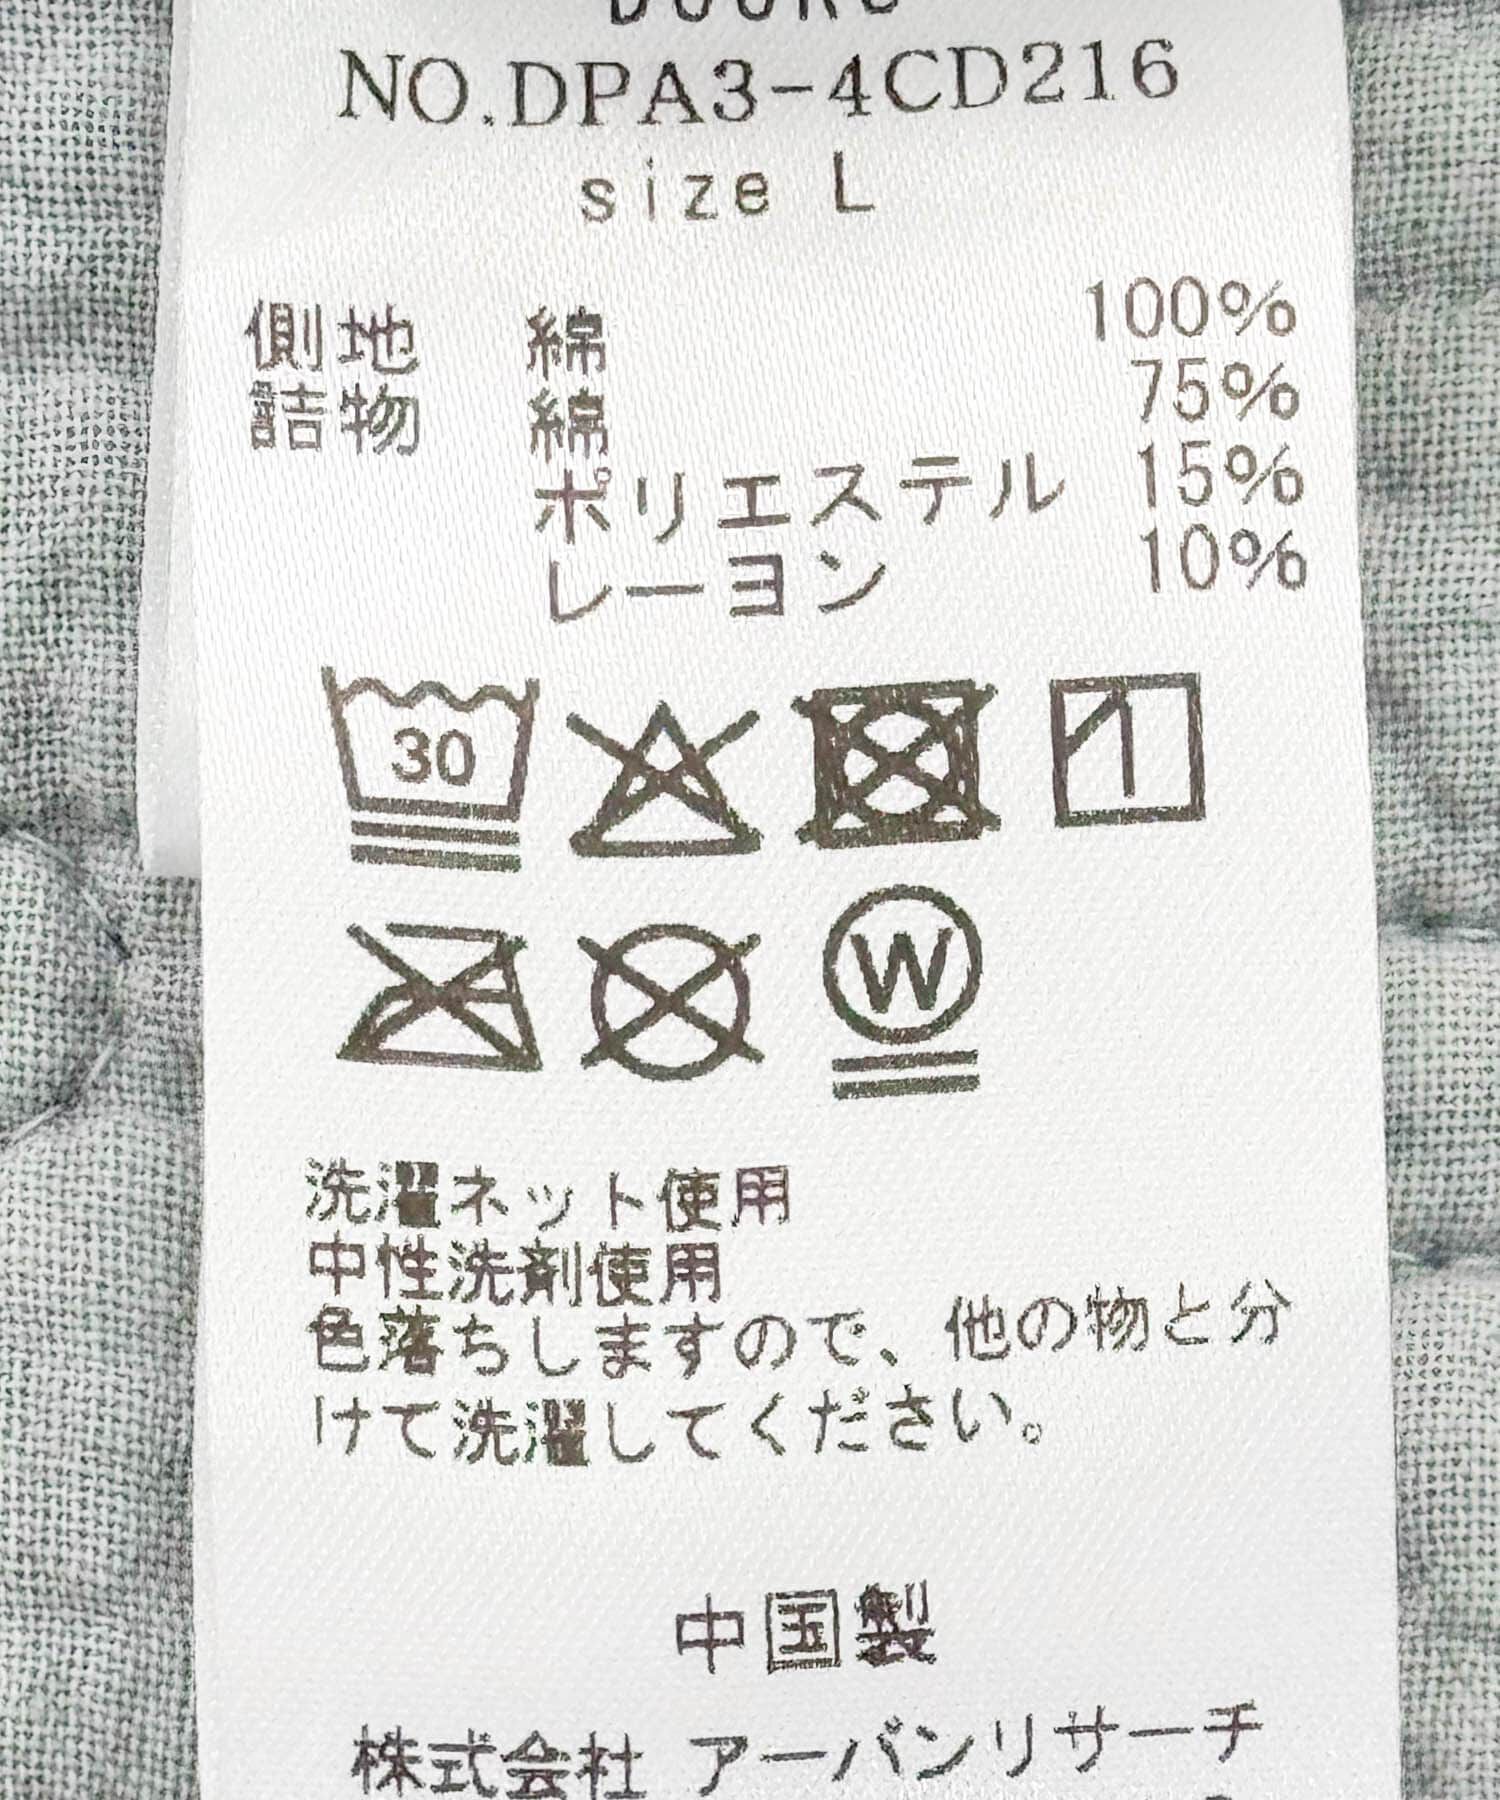 DOORS
NO.DPA3-4CD216
size L
側地 綿 100%
詰物 綿 75%
ポリエステル 15%
レーヨン 10%
30
W
洗濯ネット使用
中性洗剤使用
色落ちしますので、他の物と分
けて洗濯してください。
中国製
株式会社 アーバンリサーチ